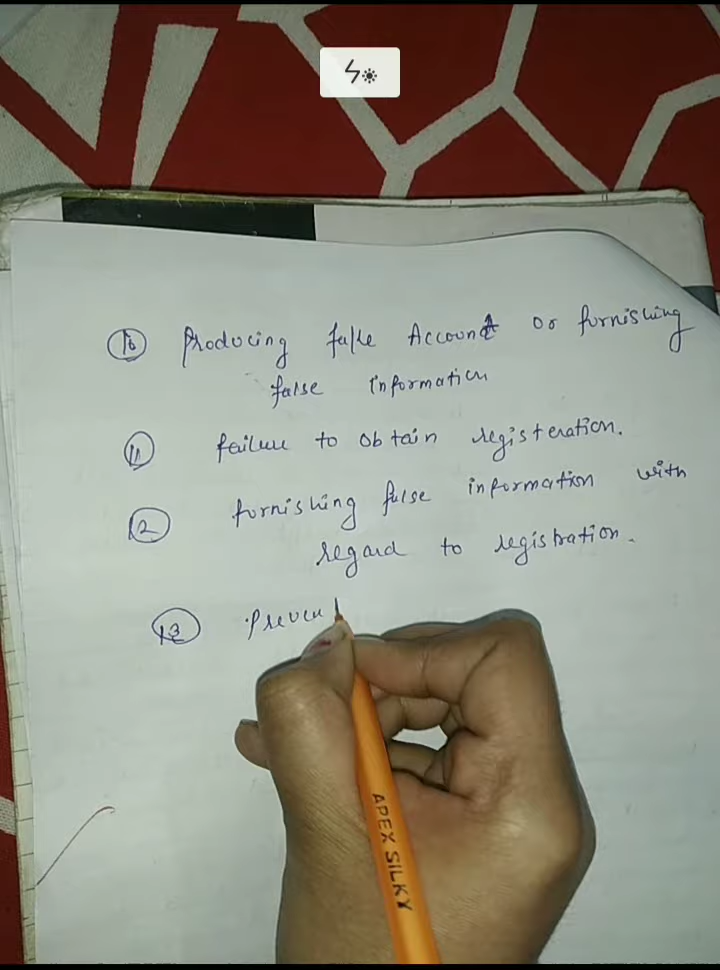 10 Producing fake Account or furnishing
false information
11 failure to obtain registeration.
12 furnishing false information with
regard to registration.
13 Preven
APEX SILKY